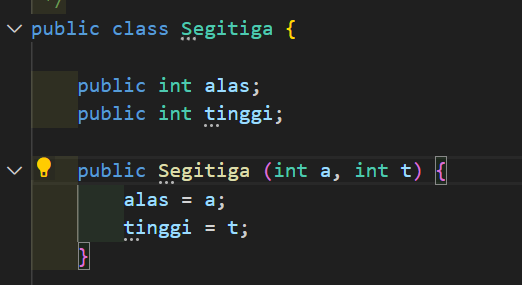 */
public class Segitiga {
public int alas;
public int tinggi;
public Segitiga (int a, int t) {
alas = a;
tinggi = t;
}